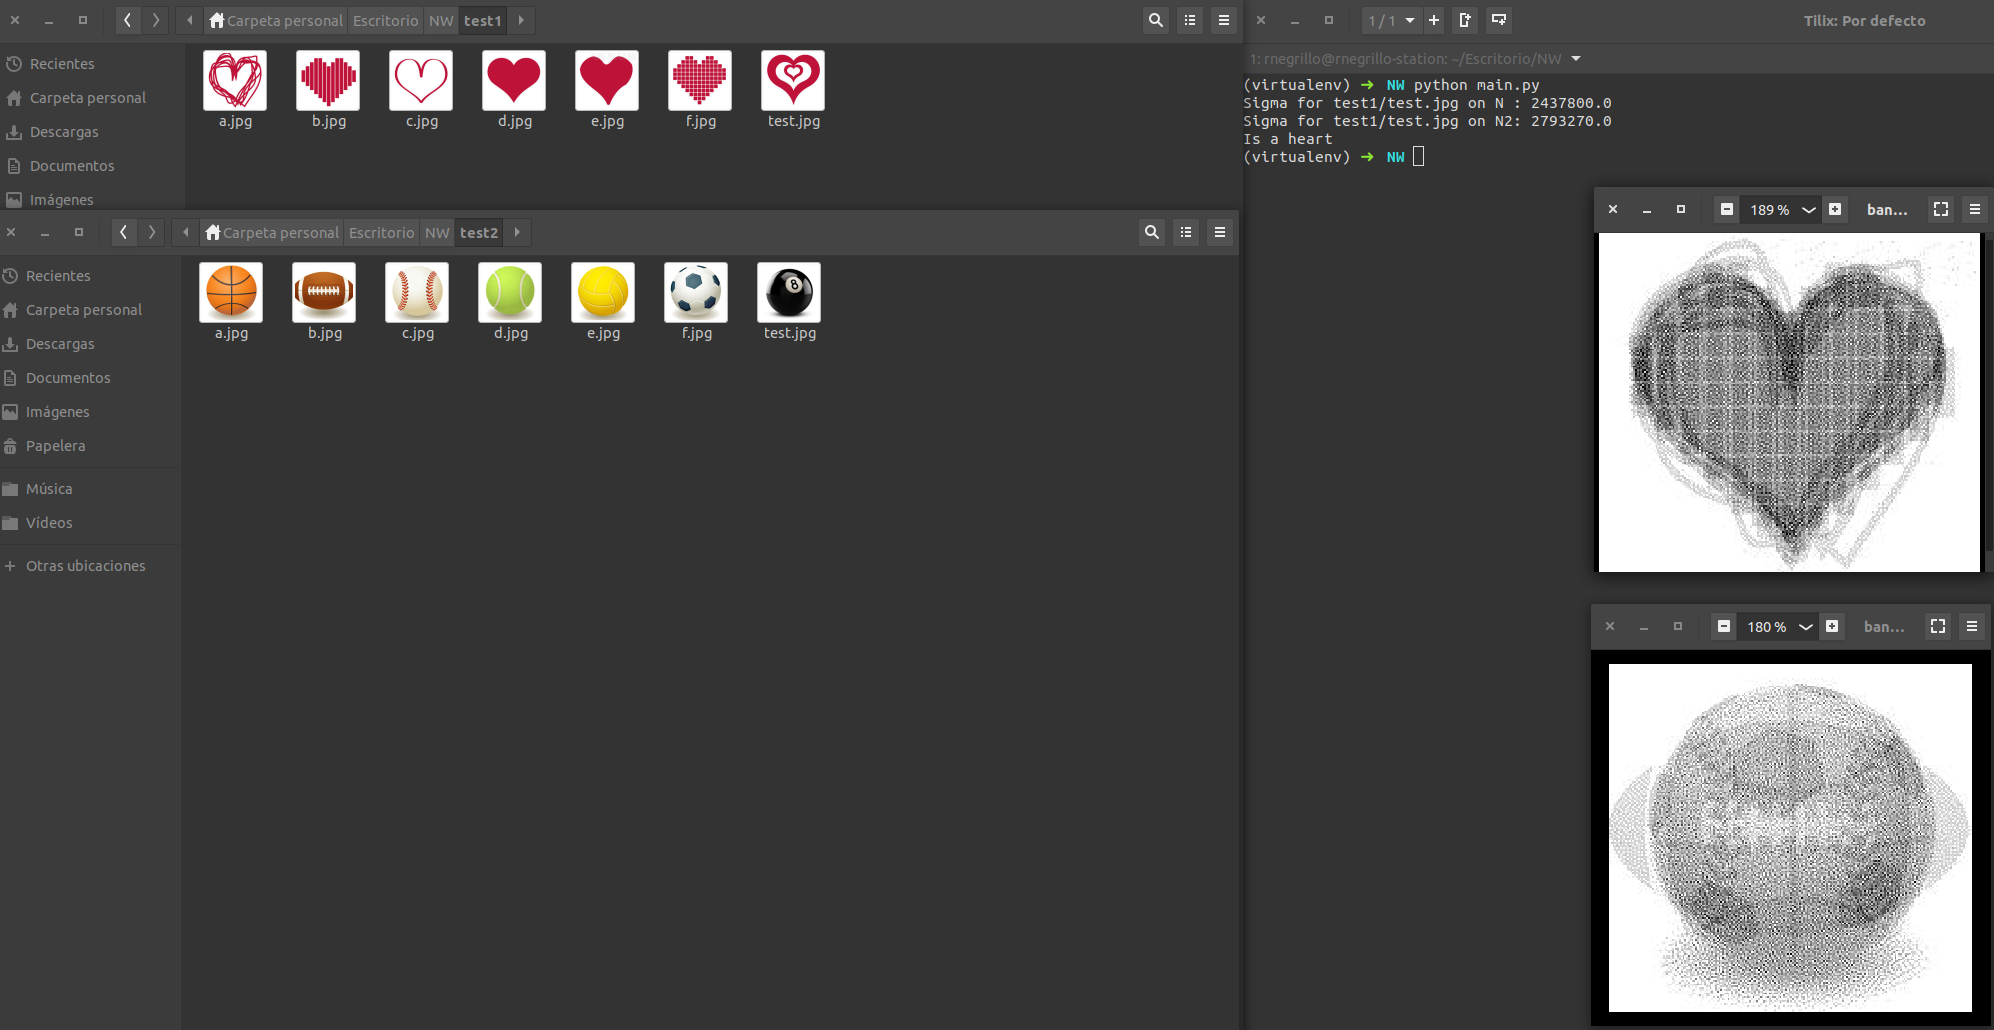 Carpeta personal Escritorio NW test1
Recientes
Carpeta personal
Descargas
Documentos
Imágenes
a.jpg b.jpg c.jpg d.jpg e.jpg f.jpg test.jpg
Carpeta personal Escritorio NW test2
Recientes
Carpeta personal
Descargas
Documentos
Imágenes
Papelera
Música
Vídeos
Otras ubicaciones
8
a.jpg b.jpg c.jpg d.jpg e.jpg f.jpg test.jpg
1 / 1 Tilix: Por defecto
1: rnegrillo@rnegrillo-station: ~/Escritorio/NW
(virtualenv) ➜ NW python main.py
Sigma for test1/test.jpg on N : 2437800.0
Sigma for test1/test.jpg on N2: 2793270.0
Is a heart
(virtualenv) ➜ NW
189 % ban...
180 % ban...